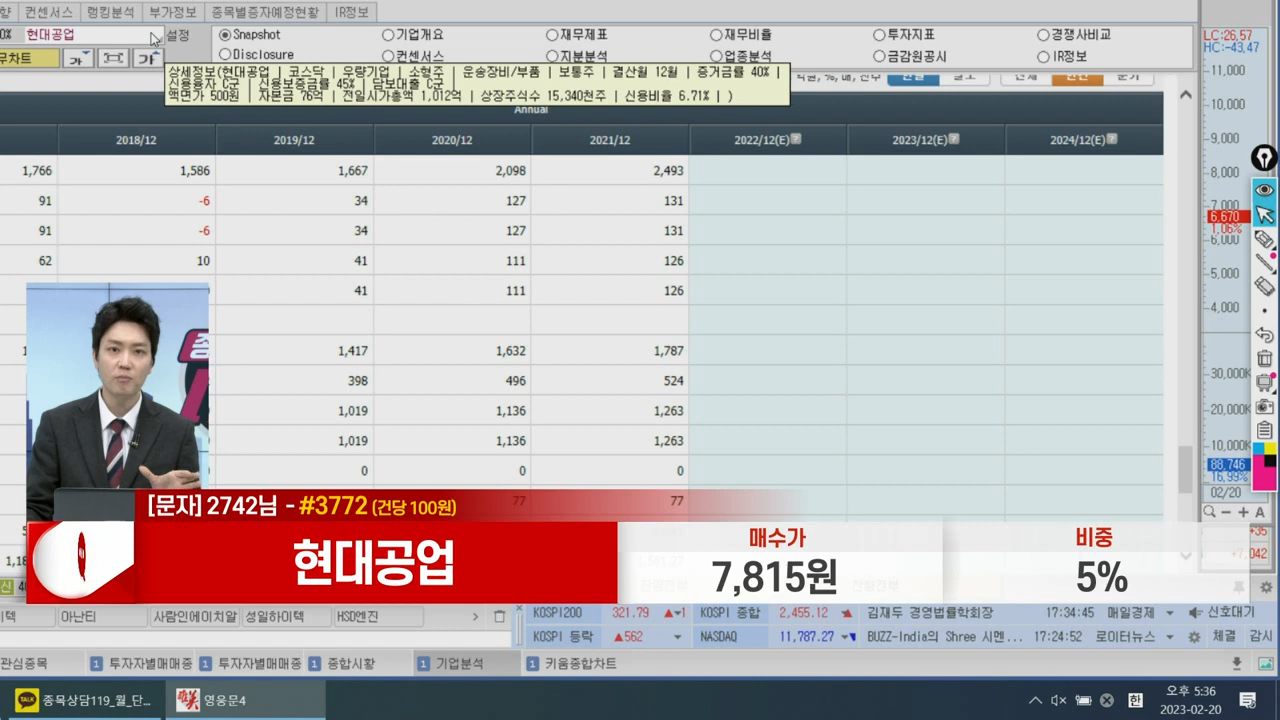 향 컨센서스 랭킹분석 부가정보 종목별증자예정현황 IR정보
0% 현대공업 설정
Snapshot 기업개요 재무제표 재무비율 투자지표 경쟁사비교
Disclosure 컨센서스 지분분석 업종분석 금감원공시 IR정보
상세정보(현대공업 | 코스닥 | 우량기업 | 소형주 | 운송장비/부품 | 보통주 | 결산월 12월 | 증거금률 40% |
신용융자 C군 | 신용보증금률 45% | 담보대출 C군
액면가 500원 | 자본금 76억 | 전일시가총액 1,012억 | 상장주식수 15,340천주 | 신용비율 6.71% | )
Annual
2018/12 2019/12 2020/12 2021/12 2022/12(E) 2023/12(E) 2024/12(E)
1,766 1,586 1,667 2,098 2,493
91 -6 34 127 131
91 -6 34 127 131
62 10 41 111 126
41 111 126
1,417 1,632 1,787
398 496 524
1,019 1,136 1,263
1,019 1,136 1,263
0 0 0
77 77
LC:26,57
HC:-43,47
11,000
10,000
9,000
8,000
7,000
6,670
1,06%
6,000
5,000
4,000
30,000K
20,000K
10,000K
88,746
16,99%
02/20
[문자] 2742님 - #3772 (건당 100원)
현대공업
매수가
7,815원
비중
5%
아난티 사람인에이치알 성일하이텍 HSD엔진
KOSPI200 321.79 KOSPI 종합 2,455.12 김재두 경영법률학회장 17:34:45 매일경제 신호대기
KOSPI 등락 ▲562 NASDAQ 11,787.27 BUZZ-India의 Shree 시멘... 17:24:52 로이터뉴스 체결 감시
관심종목 1 투자자별매매종 1 투자자별매매종 1 종합시황 1 기업분석 1 키움종합차트
종목상담119_월_단... 영웅문4
한
오후 5:36
2023-02-20